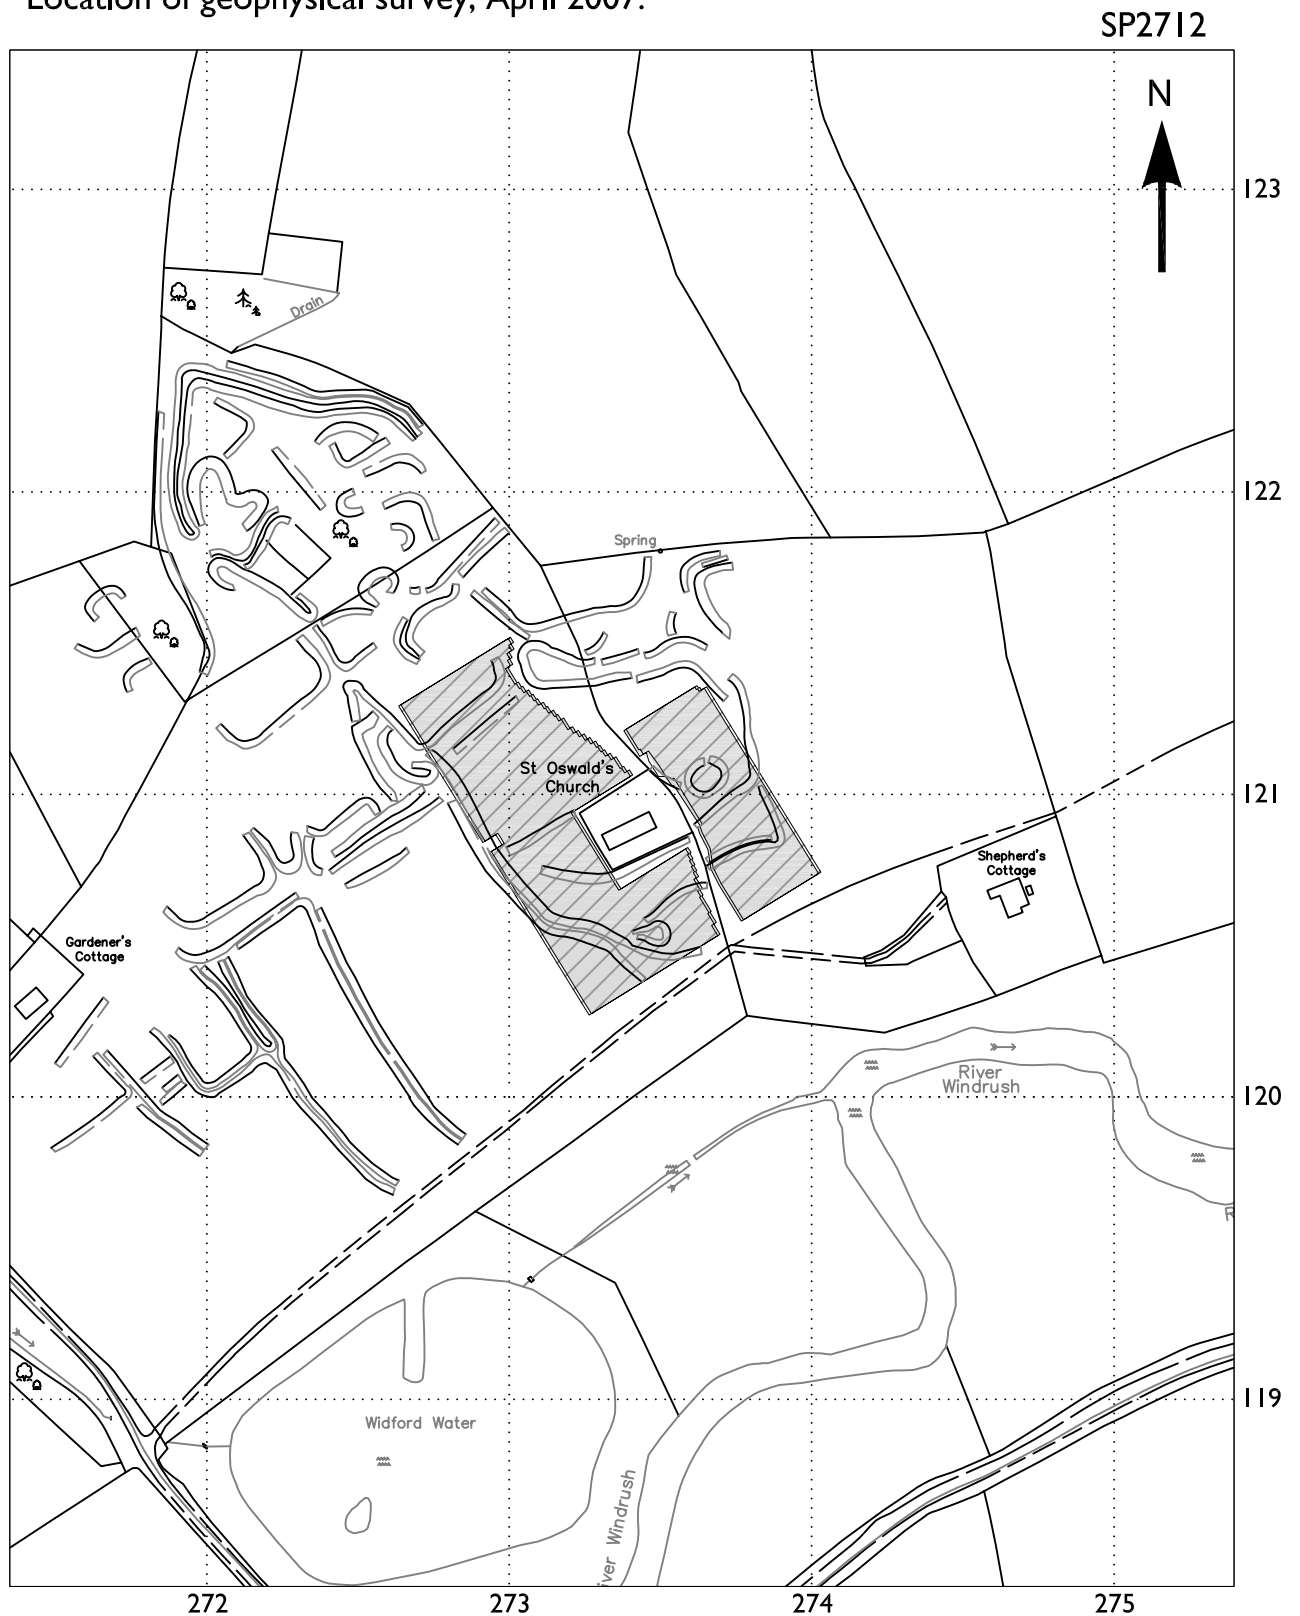 Location of geophysical survey, April 2007.
SP2712
N
123
Drain
122
Spring
St Oswald's
Church
121
Shepherd's
Cottage
Gardener's
Cottage
River
Windrush
120
R
119
Widford Water
iver Windrush
272
273
274
275